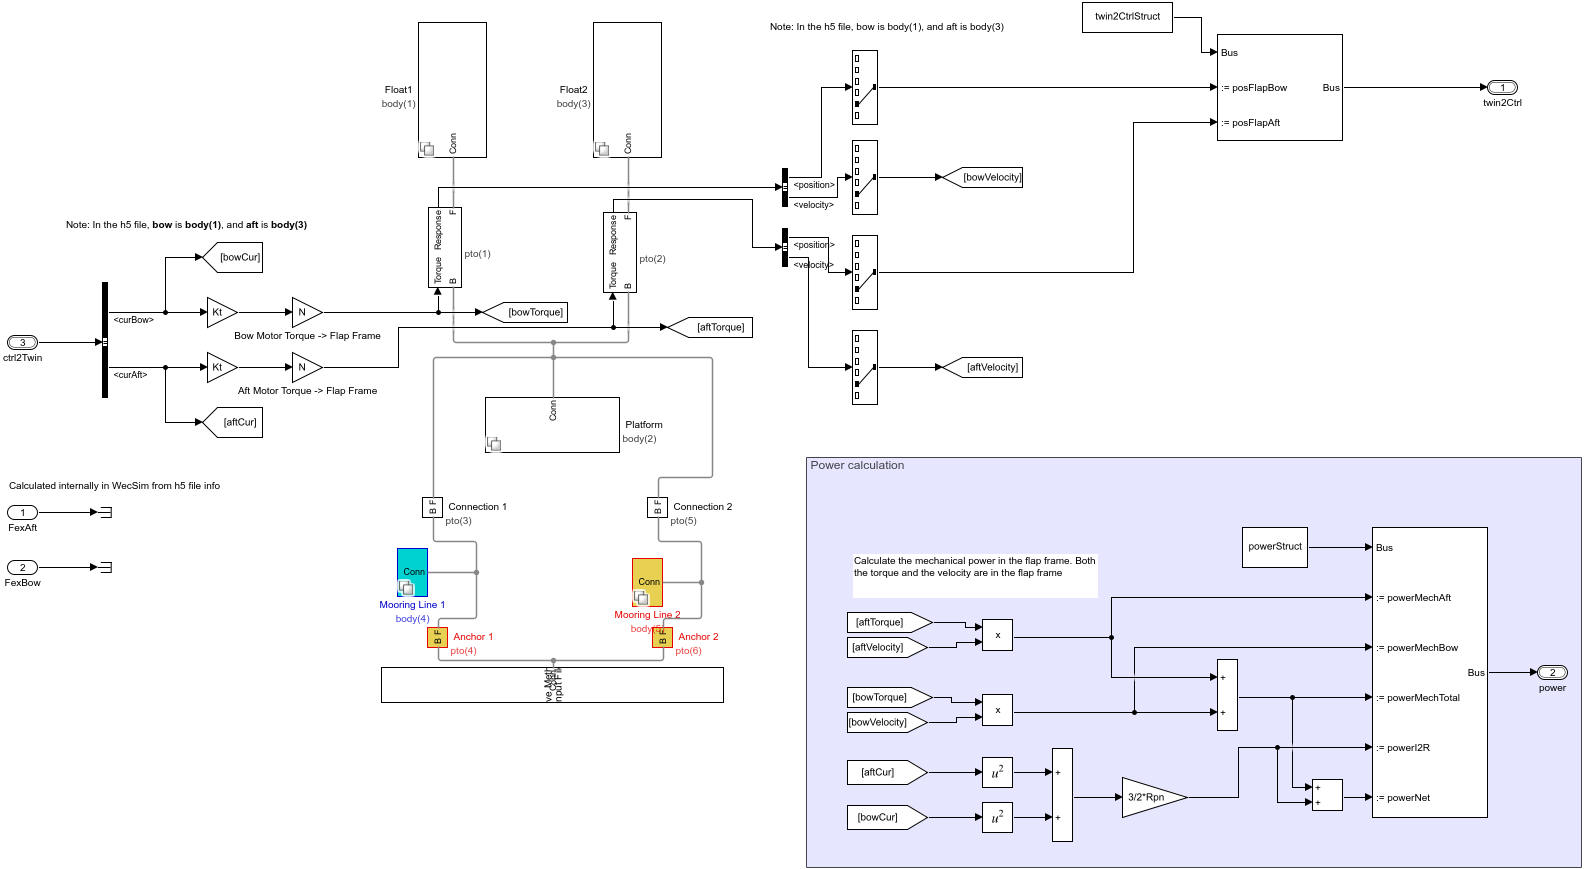 Note: In the h5 file, bow is body(1), and aft is body(3)
twin2CtrlStruct
Bus
:= posFlapBow
Bus
:= posFlapAft
1
twin2Ctrl
Float1
body(1)
Conn
Float2
body(3)
Conn
<position>
<velocity>
[bowVelocity]
<position>
<velocity>
[aftVelocity]
Note: In the h5 file, bow is body(1), and aft is body(3)
[bowCur]
Response
F
Torque
B
pto(1)
Response
F
Torque
B
pto(2)
3
ctrl2Twin
<curBow>
Kt
N
[bowTorque]
Bow Motor Torque -> Flap Frame
[aftTorque]
<curAft>
Kt
N
Aft Motor Torque -> Flap Frame
[aftCur]
Conn
Platform
body(2)
Calculated internally in WecSim from h5 file info
1
FexAft
2
FexBow
B F
Connection 1
pto(3)
B F
Connection 2
pto(5)
Conn
Mooring Line 1
body(4)
Conn
Mooring Line 2
B F
Anchor 1
pto(4)
B F
Anchor 2
pto(6)
Power calculation
Calculate the mechanical power in the flap frame. Both
the torque and the velocity are in the flap frame
powerStruct
Bus
:= powerMechAft
:= powerMechBow
:= powerMechTotal
:= powerI2R
:= powerNet
Bus
2
power
[aftTorque]
[aftVelocity]
x
[bowTorque]
[bowVelocity]
x
+
+
[aftCur]
u²
[bowCur]
u²
+
+
3/2*Rpn
+
+